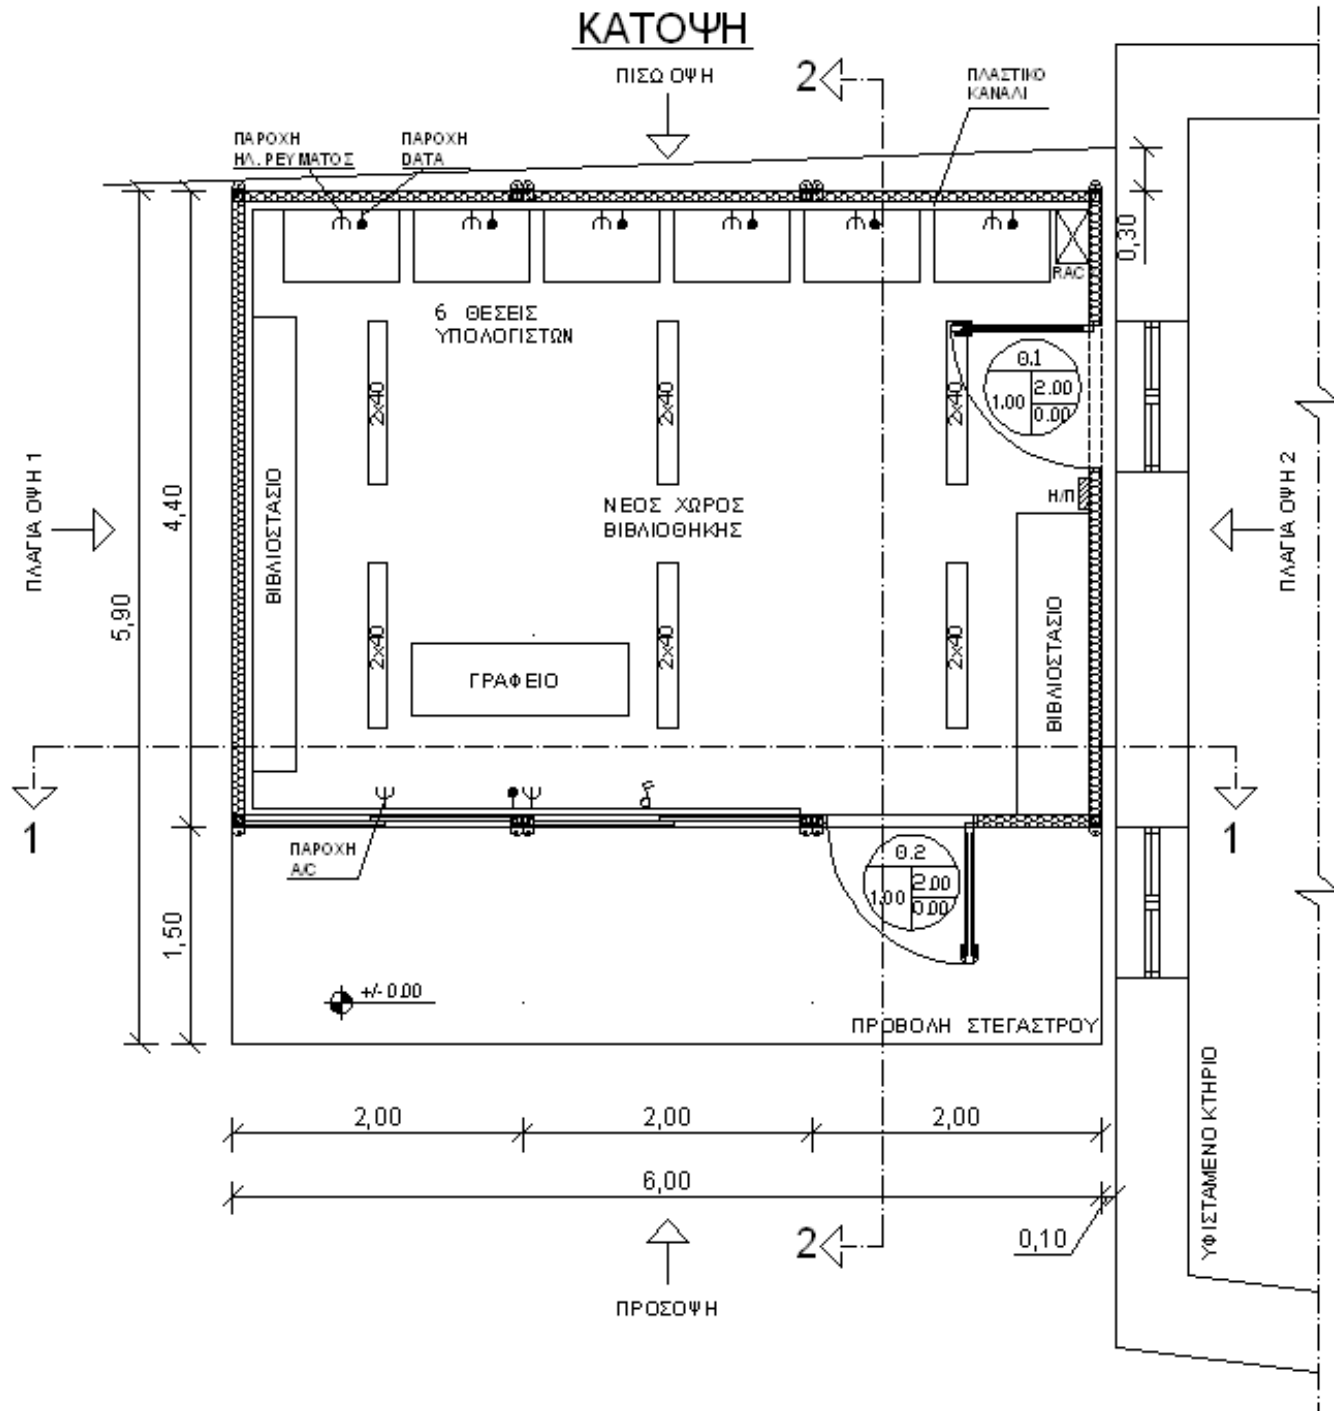 ΚΑΤΟΨΗ
ΠΙΣΩ ΟΨΗ
2
ΠΛΑΣΤΙΚΟ
ΚΑΝΑΛΙ
ΠΑΡΟΧΗ
ΗΛ. ΡΕΥΜΑΤΟΣ
ΠΑΡΟΧΗ
DATA
0,30
RAC
6 ΘΕΣΕΙΣ
ΥΠΟΛΟΓΙΣΤΩΝ
Θ.1
1.00
2.00
0.00
2x40
2x40
2x40
ΠΛΑΓΙΑ ΟΨΗ 1
4,40
5,90
ΒΙΒΛΙΟΣΤΑΣΙΟ
ΝΕΟΣ ΧΩΡΟΣ
ΒΙΒΛΙΟΘΗΚΗΣ
Η/Π
ΠΛΑΓΙΑ ΟΨΗ 2
2x40
2x40
2x40
ΓΡΑΦΕΙΟ
ΒΙΒΛΙΟΣΤΑΣΙΟ
1
1
ΠΑΡΟΧΗ
A/C
Θ.2
1.00
2.00
0.00
1,50
+/- 0.00
ΠΡΟΒΟΛΗ ΣΤΕΓΑΣΤΡΟΥ
ΥΦΙΣΤΑΜΕΝΟ ΚΤΗΡΙΟ
2,00
2,00
2,00
6,00
0,10
2
ΠΡΟΣΟΨΗ